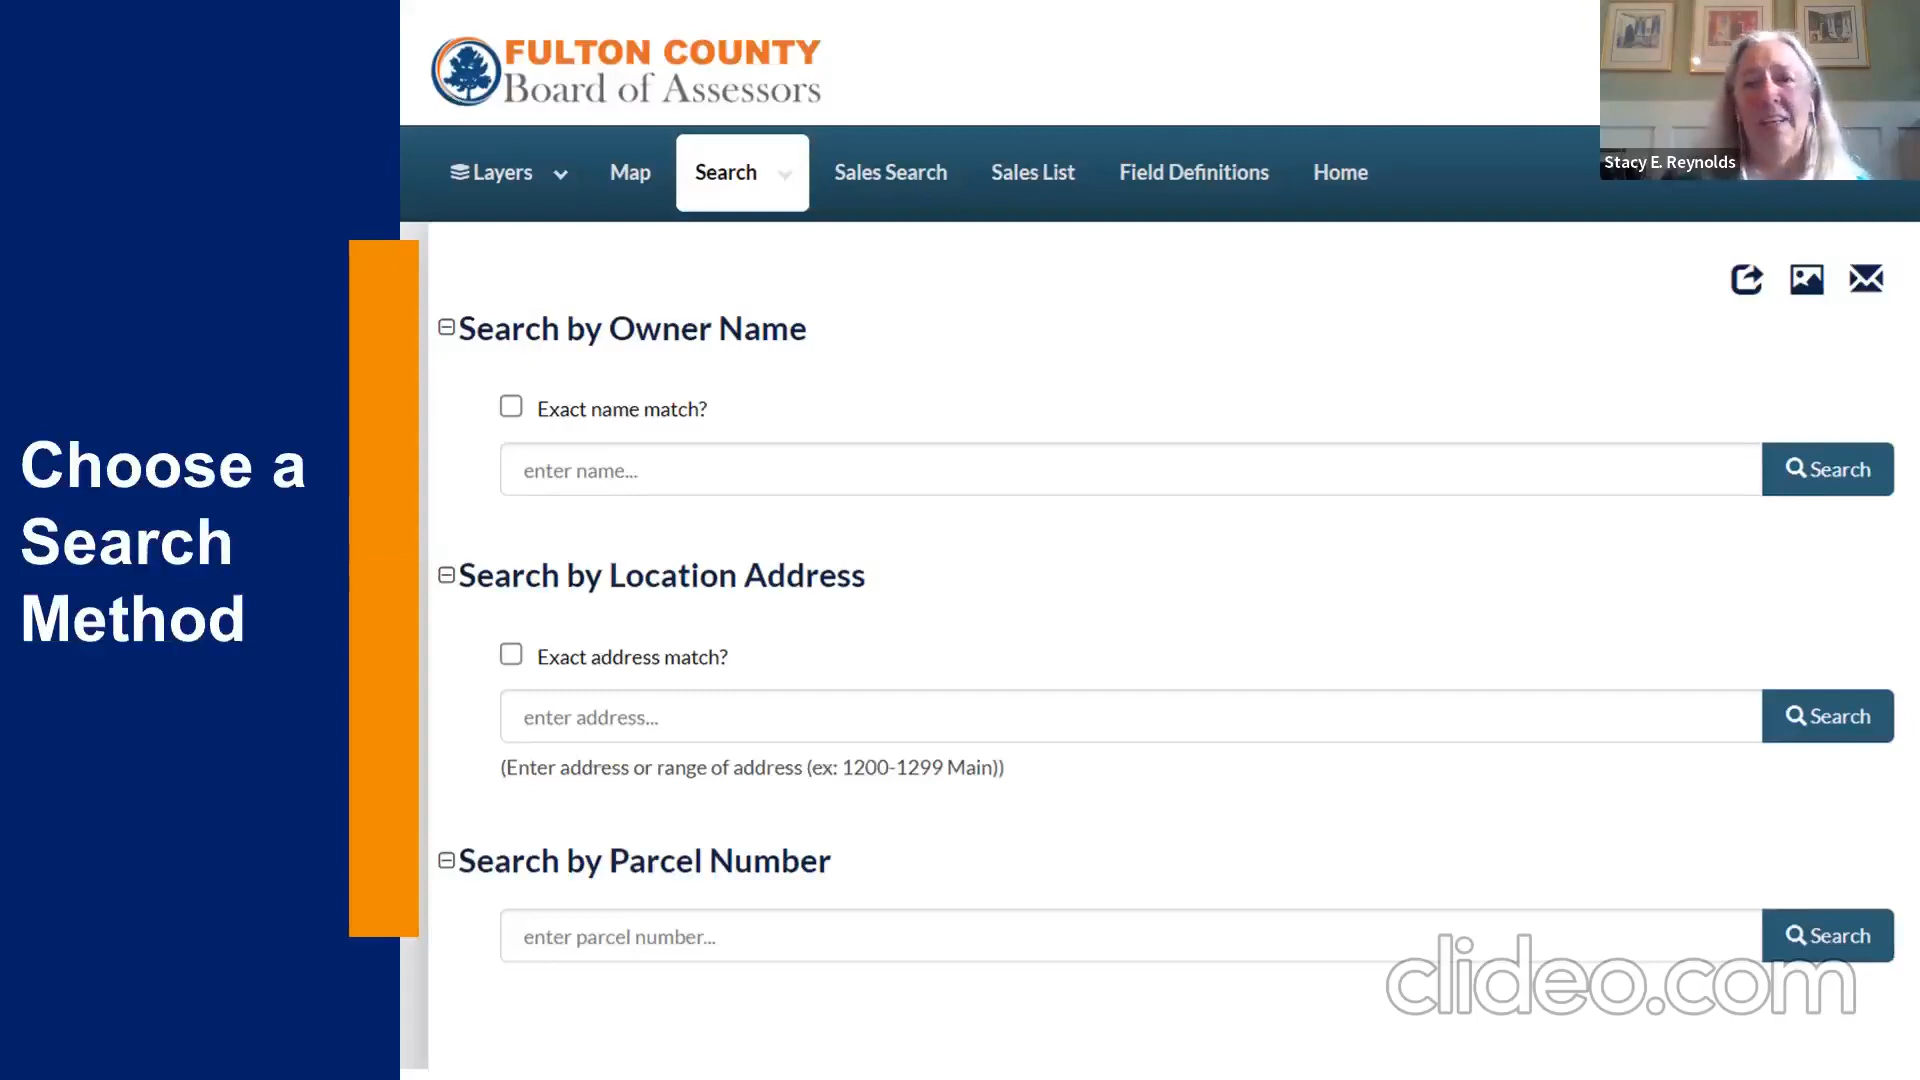 FULTON COUNTY
Board of Assessors
Stacy E. Reynolds
Layers
Map
Search
Sales Search
Sales List
Field Definitions
Home
Choose a
Search
Method
Search by Owner Name
Exact name match?
enter name...
Search
Search by Location Address
Exact address match?
enter address...
Search
(Enter address or range of address (ex: 1200-1299 Main))
Search by Parcel Number
enter parcel number...
Search
clideo.com